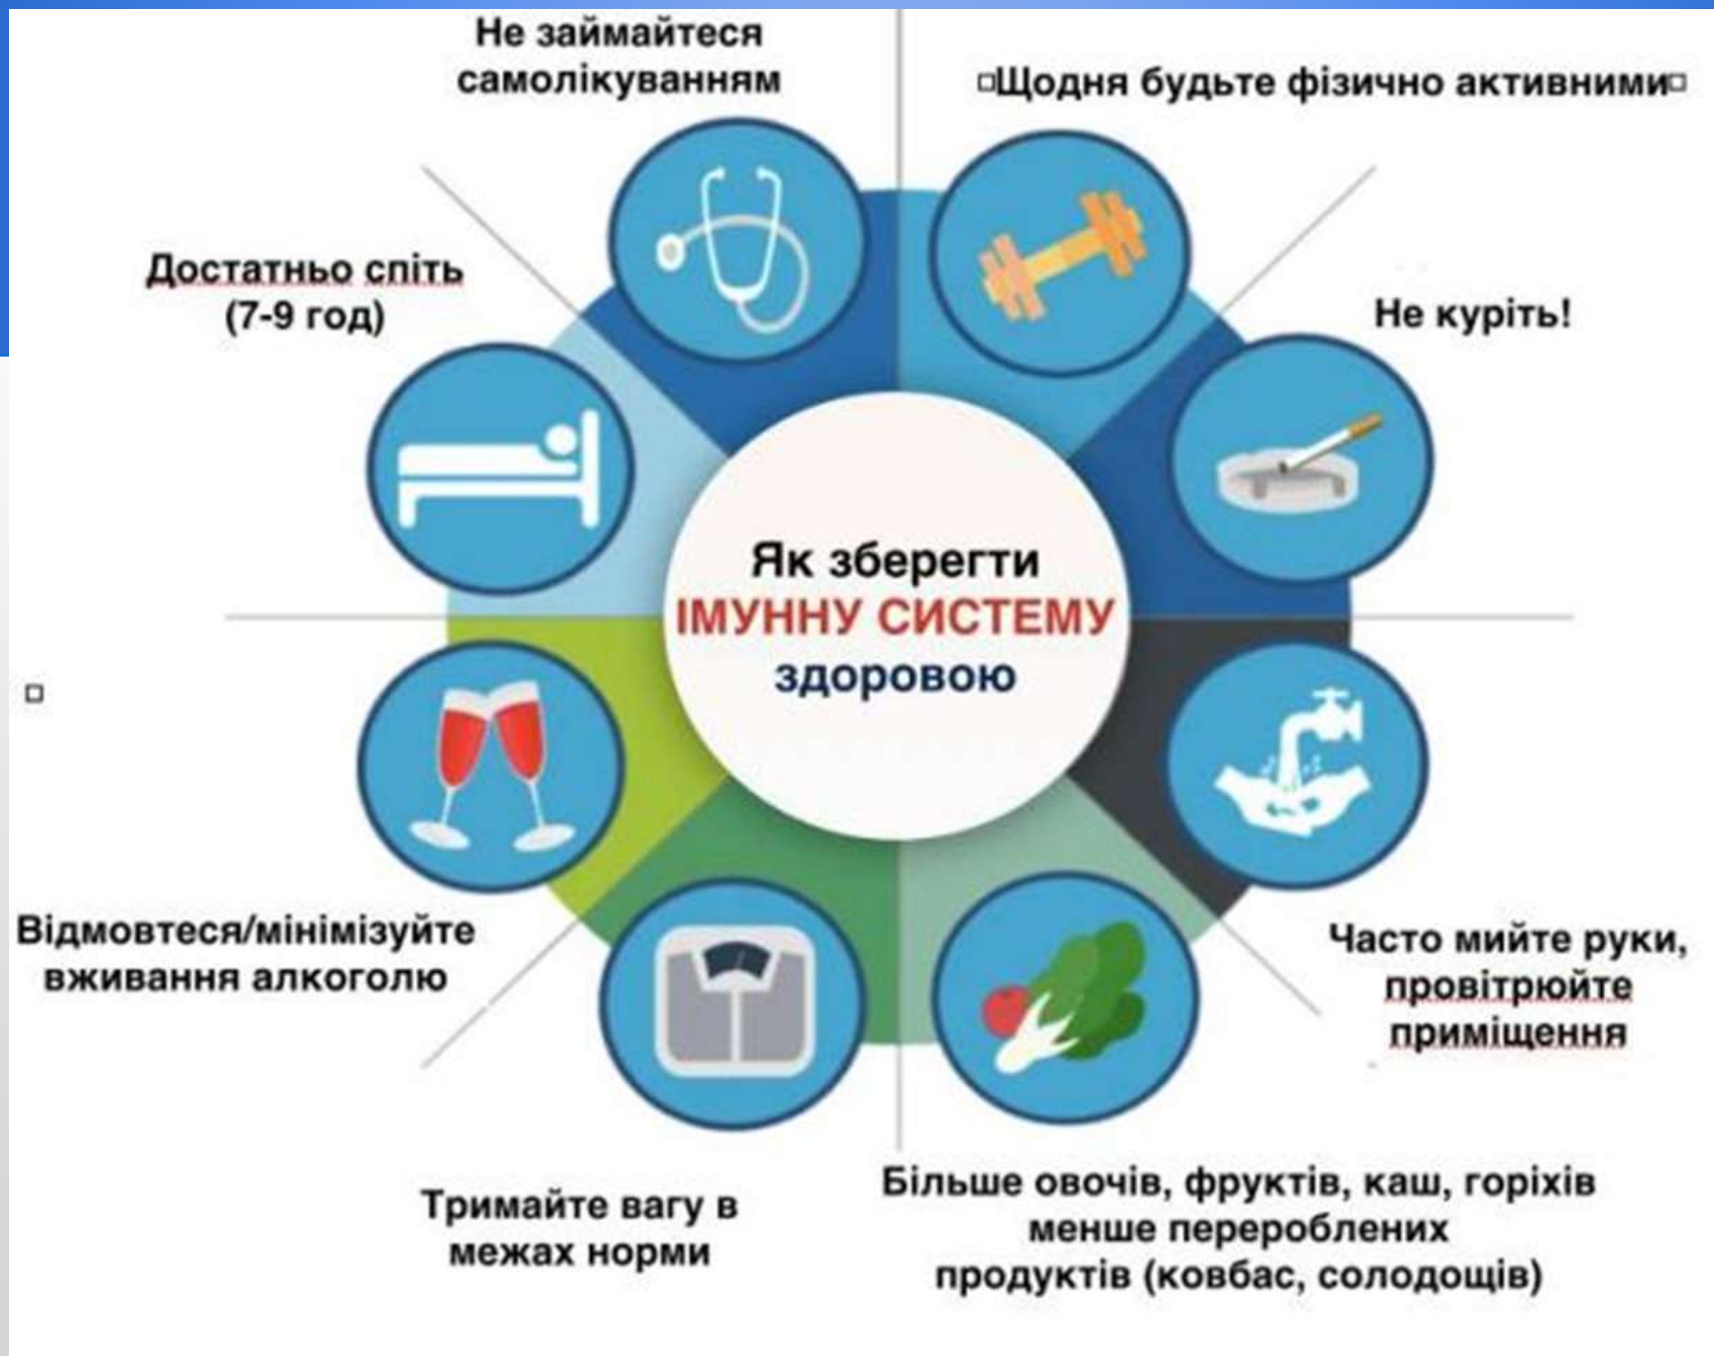 Не займайтеся
самолікуванням
Щодня будьте фізично активними
Достатньо спіть
(7-9 год)
Не куріть!
Як зберегти
ІМУННУ СИСТЕМУ
здоровою
Відмовтеся/мінімізуйте
вживання алкоголю
Часто мийте руки,
провітрюйте
приміщення
Тримайте вагу в
межах норми
Більше овочів, фруктів, каш, горіхів
менше перероблених
продуктів (ковбас, солодощів)